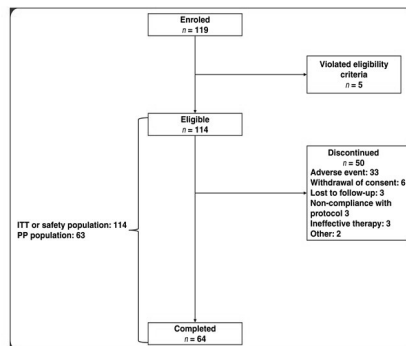 Enroled
n = 119
Violated eligibility
criteria
n = 5
Eligible
n = 114
Discontinued
n = 50
Adverse event: 33
Withdrawal of consent: 6
Lost to follow-up: 3
Non-compliance with
protocol 3
Ineffective therapy: 3
Other: 2
ITT or safety population: 114
PP population: 63
Completed
n = 64